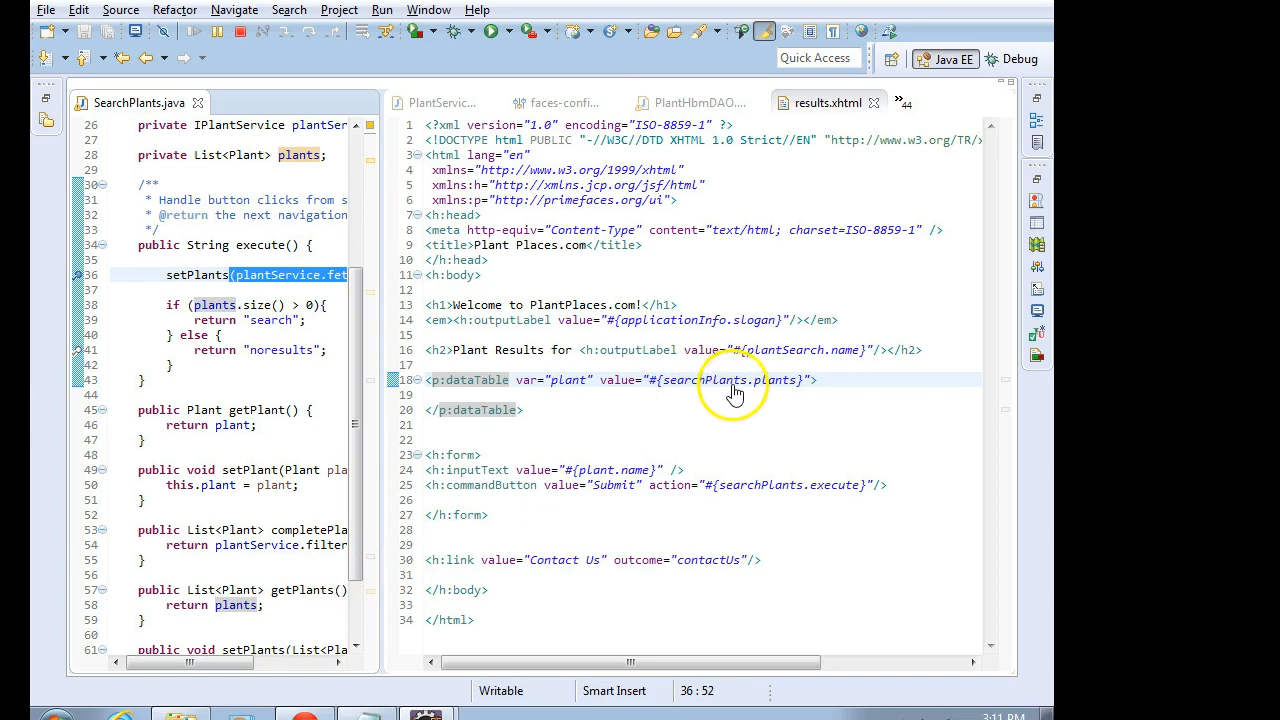 File Edit Source Refactor Navigate Search Project Run Window Help
Quick Access
Java EE
Debug
SearchPlants.java
PlantServic...
faces-confi...
PlantHbmDAO....
results.xhtml
»44
26 private IPlantService plantSer
27
28 private List<Plant> plants;
29
30 /**
31 * Handle button clicks from s
32 * @return the next navigation
33 */
34 public String execute() {
35
36 setPlants(plantService.fet
37
38 if (plants.size() > 0){
39 return "search";
40 } else {
41 return "noresults";
42 }
43 }
44
45 public Plant getPlant() {
46 return plant;
47 }
48
49 public void setPlant(Plant pla
50 this.plant = plant;
51 }
52
53 public List<Plant> completePla
54 return plantService.filter
55 }
56
57 public List<Plant> getPlants()
58 return plants;
59 }
60
61 public void setPlants(List<Pla
1 <?xml version="1.0" encoding="ISO-8859-1" ?>
2 <!DOCTYPE html PUBLIC "-//W3C//DTD XHTML 1.0 Strict//EN" "http://www.w3.org/TR/x
3 <html lang="en"
4 xmlns="http://www.w3.org/1999/xhtml"
5 xmlns:h="http://xmlns.jcp.org/jsf/html"
6 xmlns:p="http://primefaces.org/ui">
7 <h:head>
8 <meta http-equiv="Content-Type" content="text/html; charset=ISO-8859-1" />
9 <title>Plant Places.com</title>
10 </h:head>
11 <h:body>
12
13 <h1>Welcome to PlantPlaces.com!</h1>
14 <em><h:outputLabel value="#{applicationInfo.slogan}"/></em>
15
16 <h2>Plant Results for <h:outputLabel value="#{plantSearch.name}"/></h2>
17
18 <p:dataTable var="plant" value="#{searchPlants.plants}">
19
20 </p:dataTable>
21
22
23 <h:form>
24 <h:inputText value="#{plant.name}" />
25 <h:commandButton value="Submit" action="#{searchPlants.execute}"/>
26
27 </h:form>
28
29
30 <h:link value="Contact Us" outcome="contactUs"/>
31
32 </h:body>
33
34 </html>
Writable
Smart Insert
36 : 52
3:11 PM